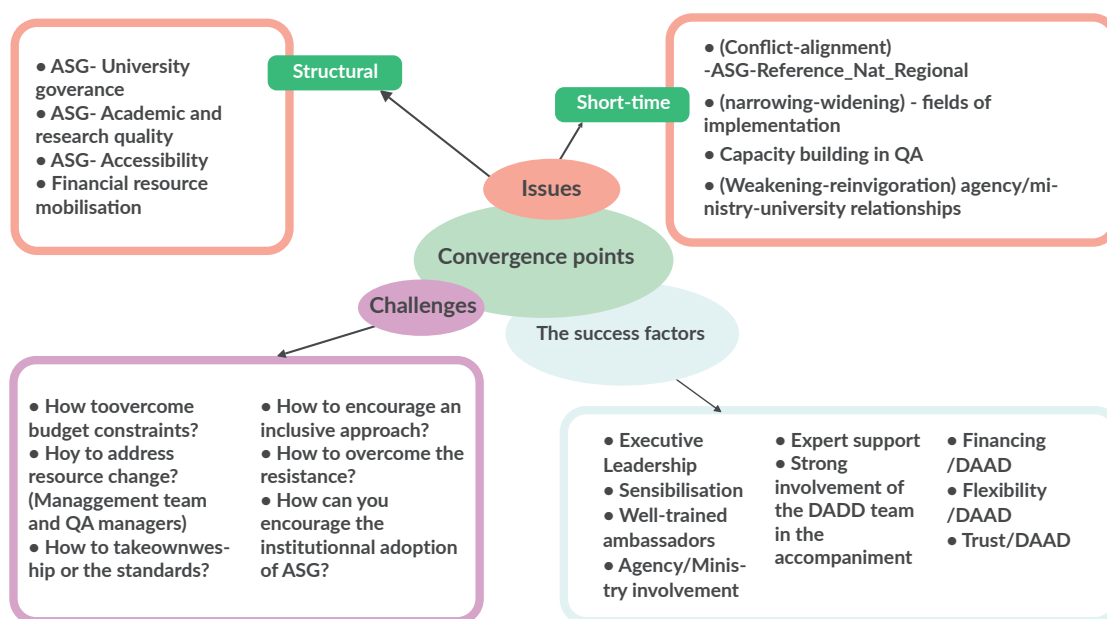 ● ASG- University
goverance
● ASG- Academic and
research quality
● ASG- Accessibility
● Financial resource
mobilisation
Structural
Short-time
● (Conflict-alignment)
-ASG-Reference_Nat_Regional
● (narrowing-widening) - fields of
implementation
● Capacity building in QA
● (Weakening-reinvigoration) agency/mi-
nistry-university relationships
Issues
Convergence points
Challenges
The success factors
● How toovercome
budget constraints?
● Hoy to address
resource change?
(Managgement team
and QA managers)
● How to takeownwes-
hip or the standards?
● How to encourage an
inclusive approach?
● How to overcome the
resistance?
● How can you
encourage the
institutionnal adoption
of ASG?
● Executive
Leadership
● Sensibilisation
● Well-trained
ambassadors
● Agency/Minis-
try involvement
● Expert support
● Strong
involvement of
the DADD team
in the
accompaniment
● Financing
/DAAD
● Flexibility
/DAAD
● Trust/DAAD